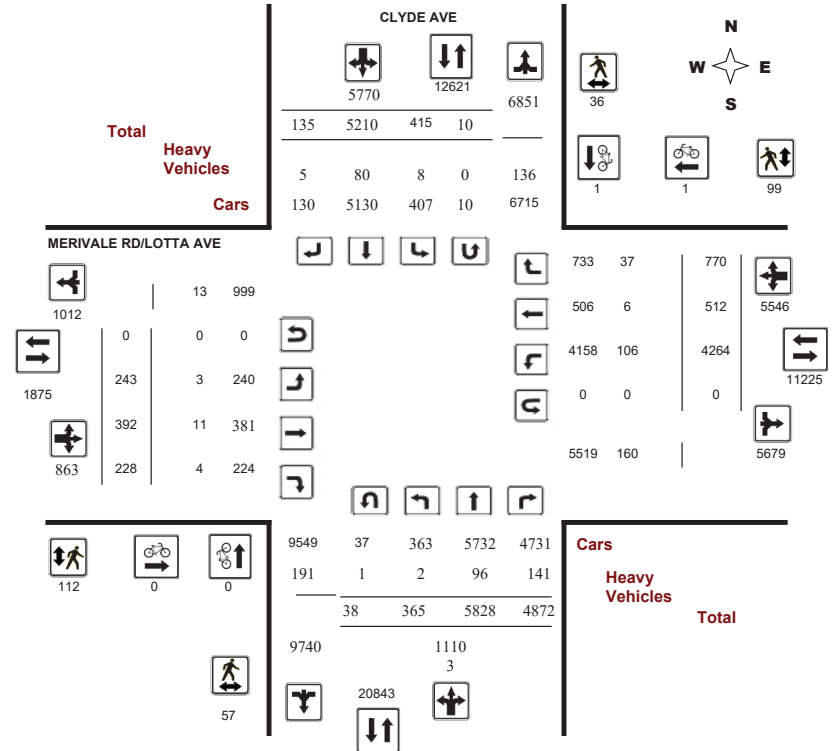 CLYDE AVE
N
W E
S
5770
12621
6851
36
135 5210 415 10
Total
Heavy
Vehicles
Cars
5 80 8 0 136
130 5130 407 10 6715
1
1
99
MERIVALE RD/LOTTA AVE
1012
13 999
1875
0 0 0
243 3 240
392 11 381
863
228 4 224
733 37 770
506 6 512
5546
4158 106 4264
11225
0 0 0
5519 160
5679
112
0
0
57
9549 37 363 5732 4731
191 1 2 96 141
38 365 5828 4872
9740
1110
3
20843
Cars
Heavy
Vehicles
Total